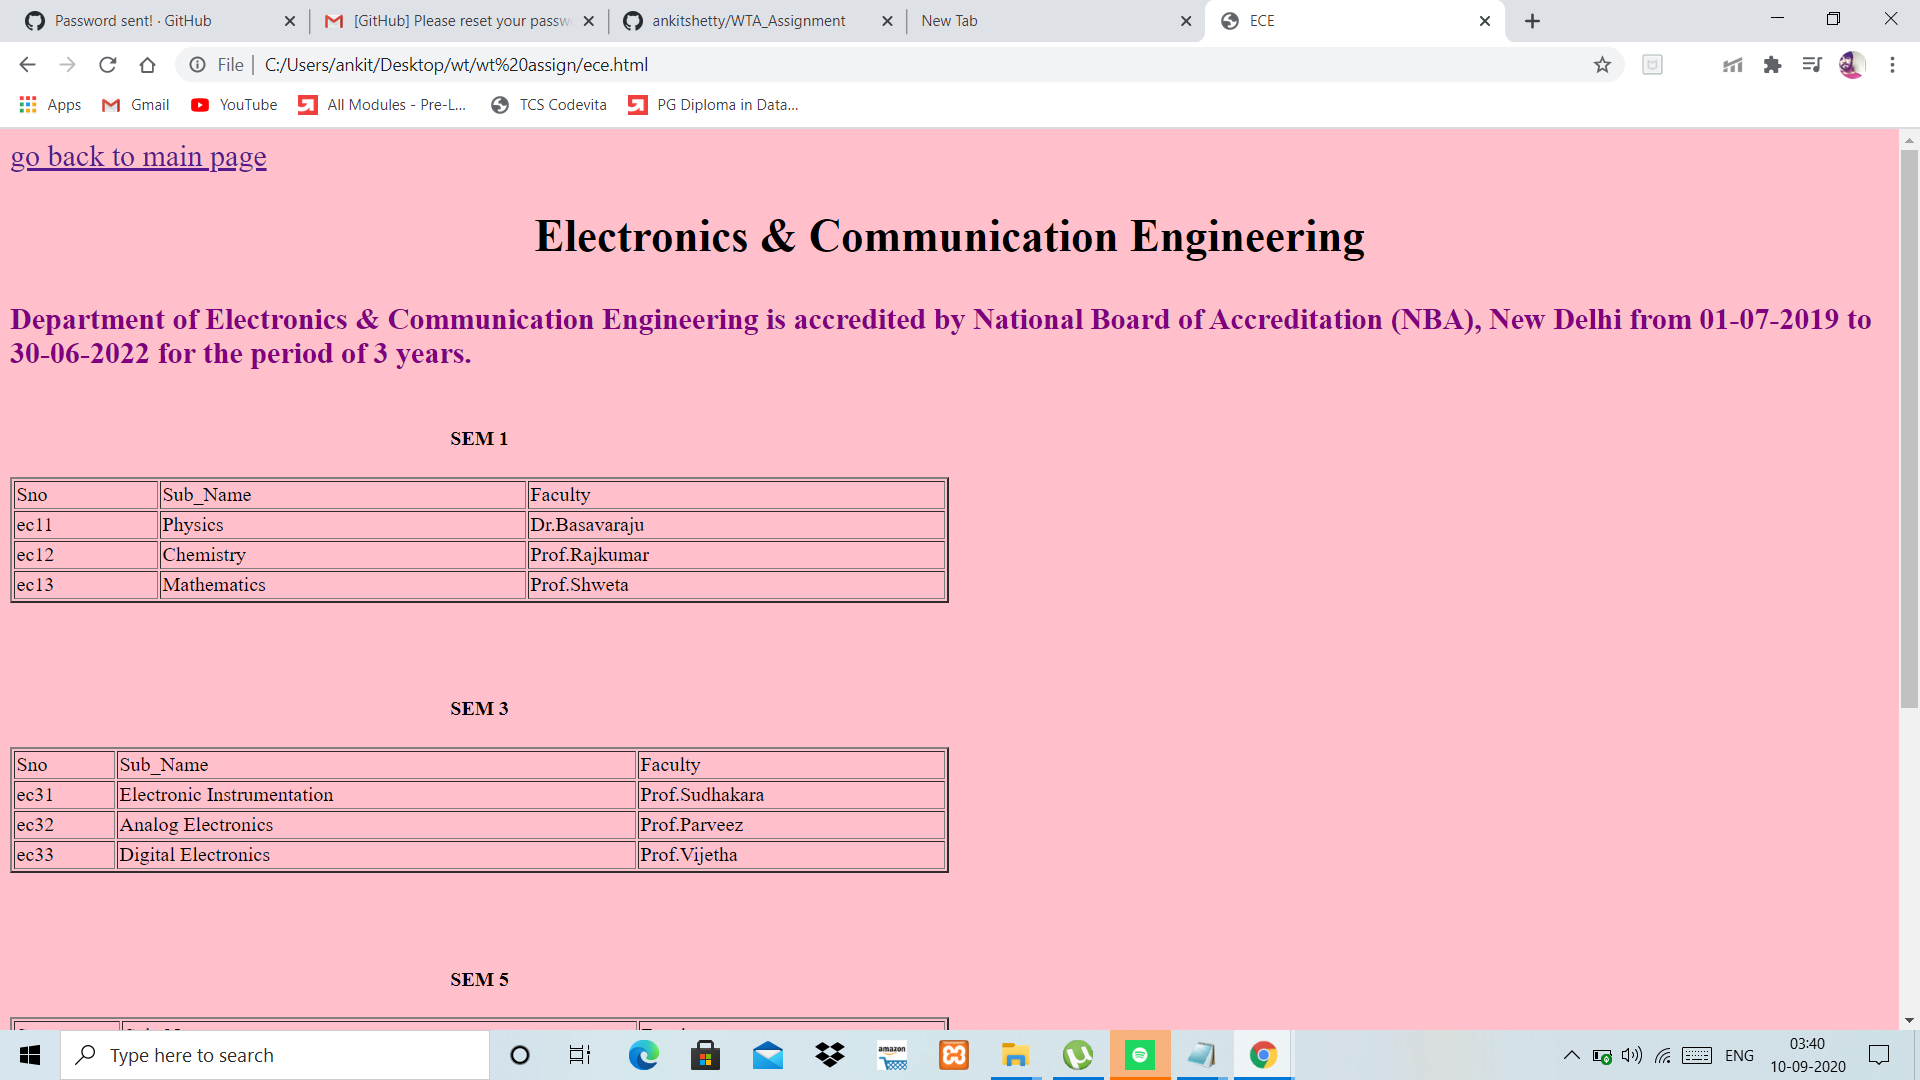 Password sent! · GitHub
[GitHub] Please reset your passw
ankitshetty/WTA_Assignment
New Tab
ECE
File
C:/Users/ankit/Desktop/wt/wt%20assign/ece.html
Apps
Gmail
YouTube
All Modules - Pre-L...
TCS Codevita
PG Diploma in Data...
go back to main page
Electronics & Communication Engineering
Department of Electronics & Communication Engineering is accredited by National Board of Accreditation (NBA), New Delhi from 01-07-2019 to
30-06-2022 for the period of 3 years.
SEM 1
Sno Sub_Name Faculty
ec11 Physics Dr.Basavaraju
ec12 Chemistry Prof.Rajkumar
ec13 Mathematics Prof.Shweta
SEM 3
Sno Sub_Name Faculty
ec31 Electronic Instrumentation Prof.Sudhakara
ec32 Analog Electronics Prof.Parveez
ec33 Digital Electronics Prof.Vijetha
SEM 5
Type here to search
amazon
ENG
03:40
10-09-2020